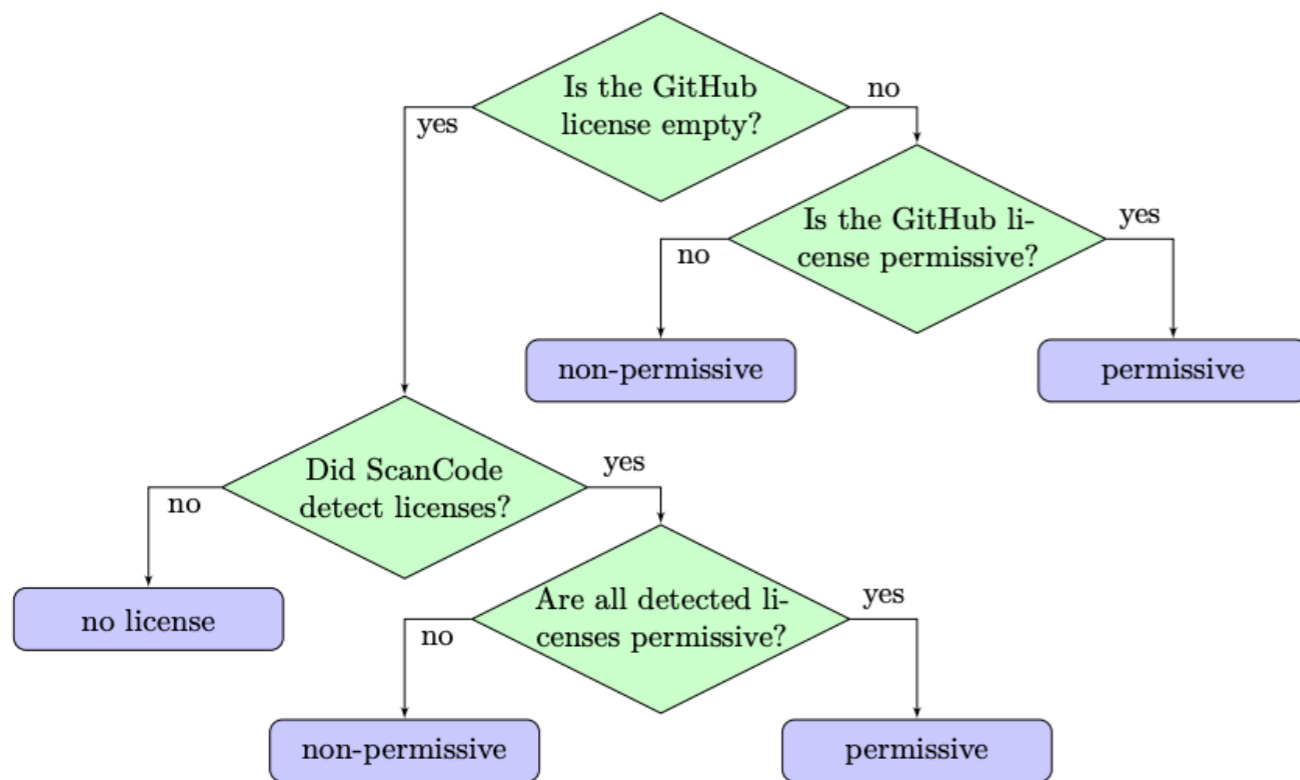 Is the GitHub
license empty?
no
yes
Is the GitHub li-
cense permissive?
yes
no
non-permissive
permissive
Did ScanCode
detect licenses?
yes
no
no license
Are all detected li-
censes permissive?
yes
no
non-permissive
permissive